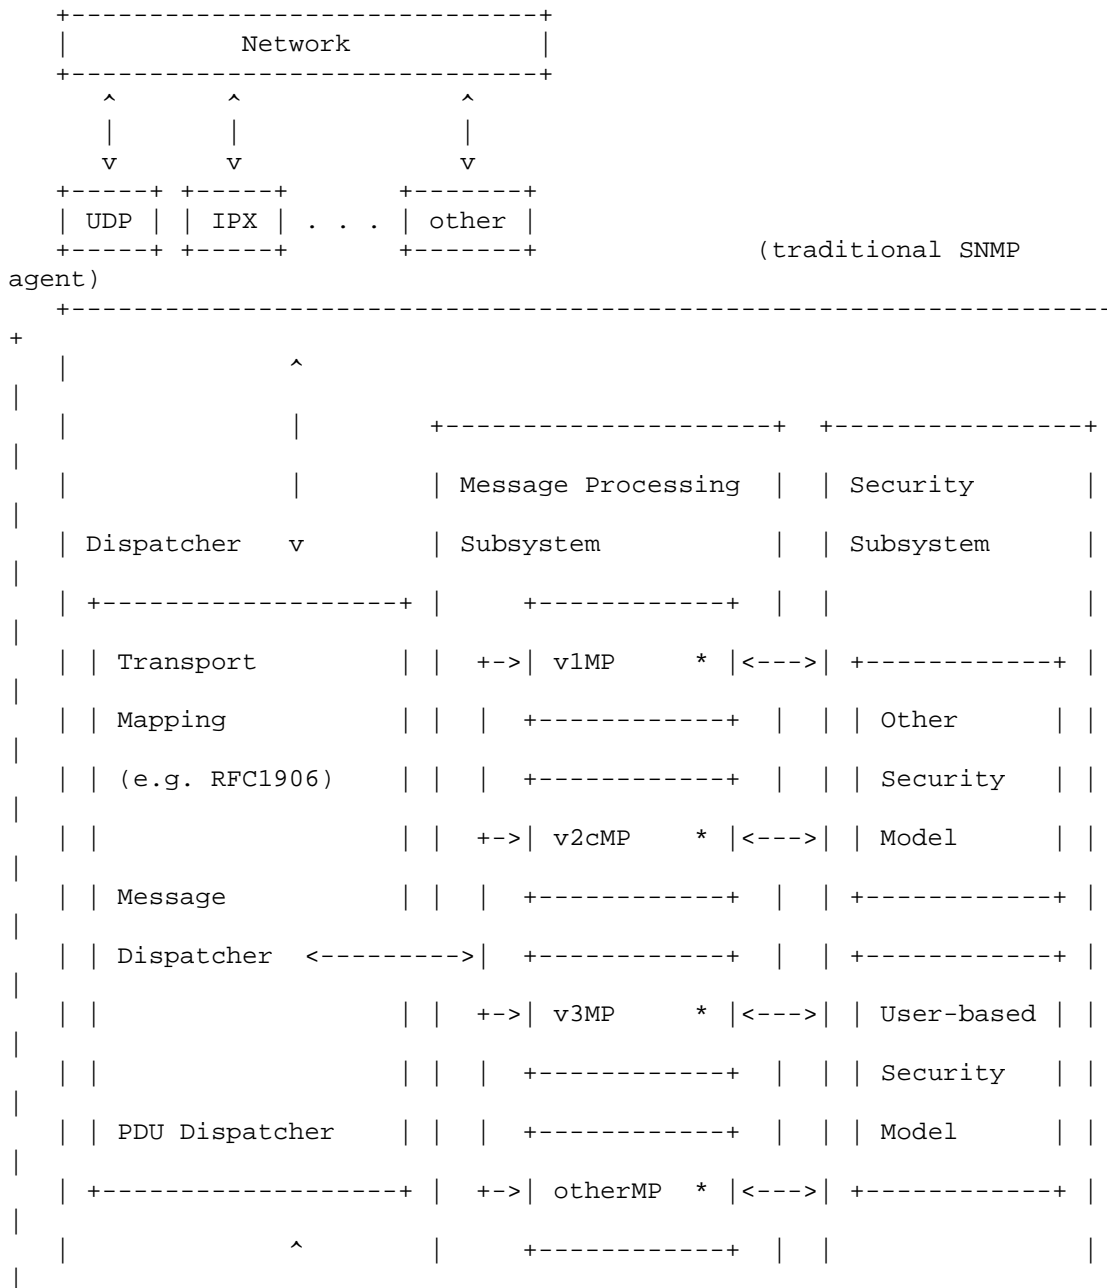 +------------------------------+
|           Network            |
+------------------------------+
   ^       ^              ^
   |       |              |
   v       v              v
+-----+ +-----+       +-------+
| UDP | | IPX | . . . | other |
+-----+ +-----+       +-------+              (traditional SNMP
agent)
+-------------------------------------------------------------------
+
|              ^
|
|              |        +---------------------+  +----------------+
|
|              |        | Message Processing  |  | Security       |
|
| Dispatcher   v        | Subsystem           |  | Subsystem      |
|
| +-------------------+ |     +------------+  |  |                |
|
| | Transport         | |  +->| v1MP     * |<--->| +------------+ |
|
| | Mapping           | |  |  +------------+  |  | | Other      | |
|
| | (e.g. RFC1906)    | |  |  +------------+  |  | | Security   | |
|
| |                   | |  +->| v2cMP    * |<--->| | Model      | |
|
| | Message           | |  |  +------------+  |  | +------------+ |
|
| | Dispatcher  <--------->|  +------------+  |  | +------------+ |
|
| |                   | |  +->| v3MP     * |<--->| | User-based | |
|
| |                   | |  |  +------------+  |  | | Security   | |
|
| | PDU Dispatcher    | |  |  +------------+  |  | | Model      | |
|
| +-------------------+ |  +->| otherMP  * |<--->| +------------+ |
|
|              ^        |     +------------+  |  |                |
|